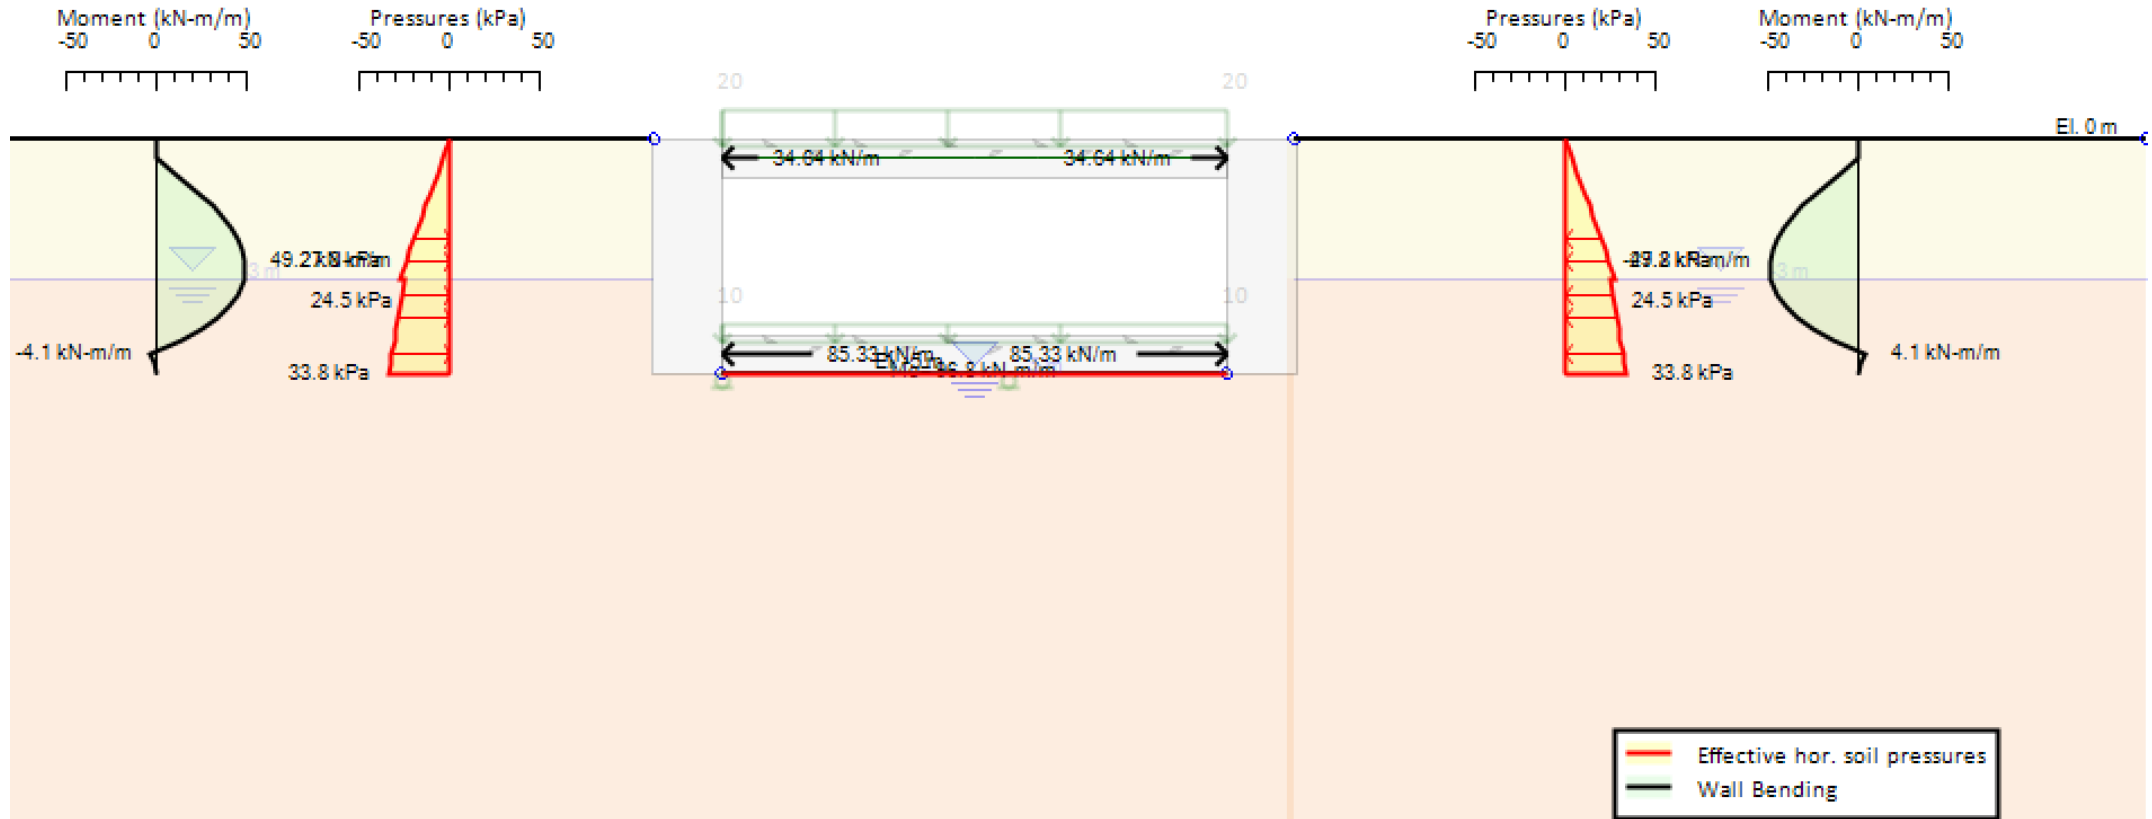 Moment (kN-m/m)
-50 0 50
Pressures (kPa)
-50 0 50
Pressures (kPa)
-50 0 50
Moment (kN-m/m)
-50 0 50
20 20
El. 0 m
34.64 kN/m 34.64 kN/m
3 m 3 m
24.5 kPa 24.5 kPa
10 10
-4.1 kN-m/m 85.33 kN/m 85.33 kN/m 4.1 kN-m/m
33.8 kPa 33.8 kPa
Effective hor. soil pressures
Wall Bending